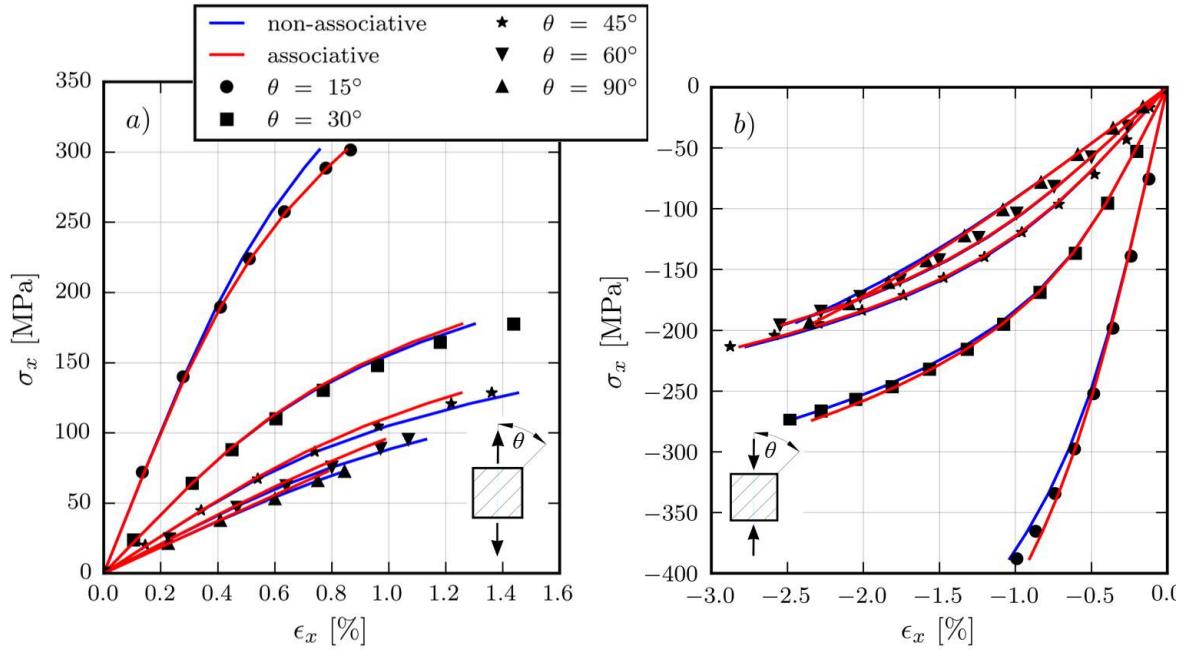 non-associative
associative
θ = 15°
θ = 30°
θ = 45°
θ = 60°
θ = 90°
a)
350
300
250
200
150
100
50
0
σx [MPa]
0.0 0.2 0.4 0.6 0.8 1.0 1.2 1.4 1.6
ϵx [%]
θ
b)
0
−50
−100
−150
−200
−250
−300
−350
−400
σx [MPa]
−3.0 −2.5 −2.0 −1.5 −1.0 −0.5 0.0
ϵx [%]
θ